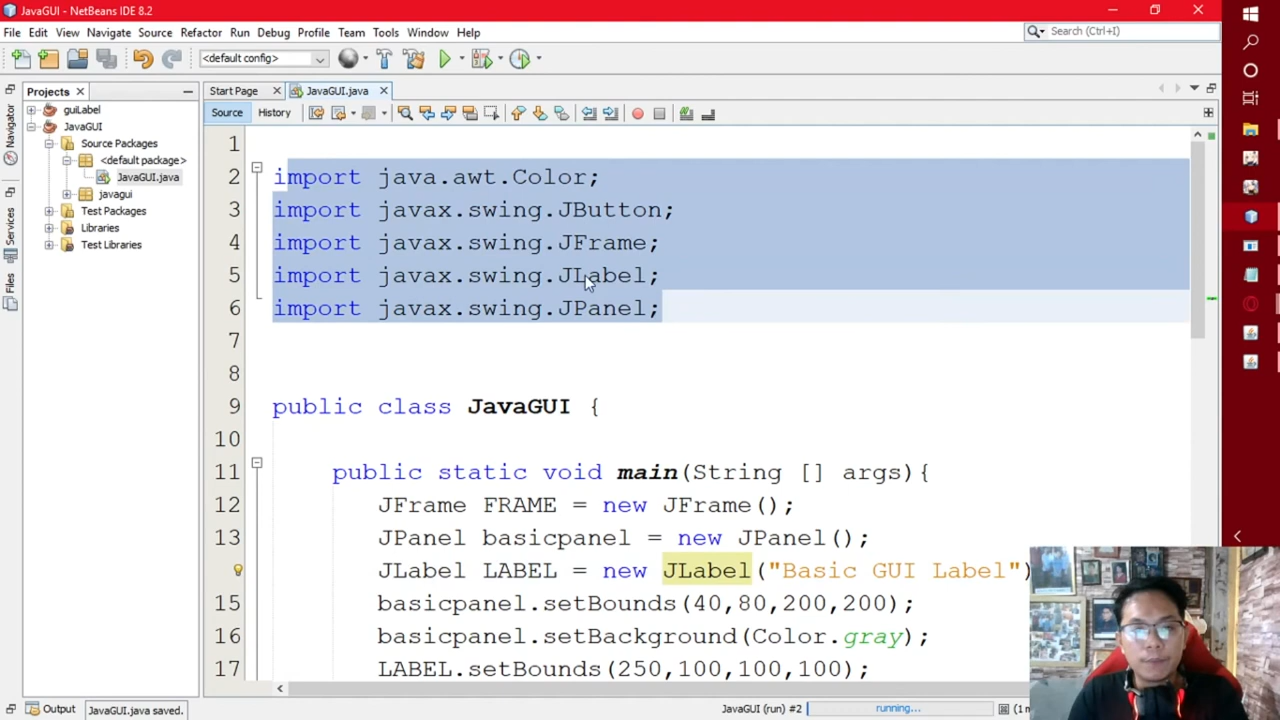 JavaGUI - NetBeans IDE 8.2
File Edit View Navigate Source Refactor Run Debug Profile Team Tools Window Help
Search (Ctrl+I)
<default config>
Projects
Start Page
JavaGUI.java
Source
History
Navigator
Services
Files
guiLabel
JavaGUI
Source Packages
<default package>
JavaGUI.java
javagui
Test Packages
Libraries
Test Libraries
1
2 import java.awt.Color;
3 import javax.swing.JButton;
4 import javax.swing.JFrame;
5 import javax.swing.JLabel;
6 import javax.swing.JPanel;
7
8
9 public class JavaGUI {
10
11 public static void main(String [] args){
12 JFrame FRAME = new JFrame();
13 JPanel basicpanel = new JPanel();
JLabel LABEL = new JLabel("Basic GUI Label")
15 basicpanel.setBounds(40,80,200,200);
16 basicpanel.setBackground(Color.gray);
17 LABEL.setBounds(250,100,100,100);
Output
JavaGUI.java saved.
JavaGUI (run) #2
running...
(1 m